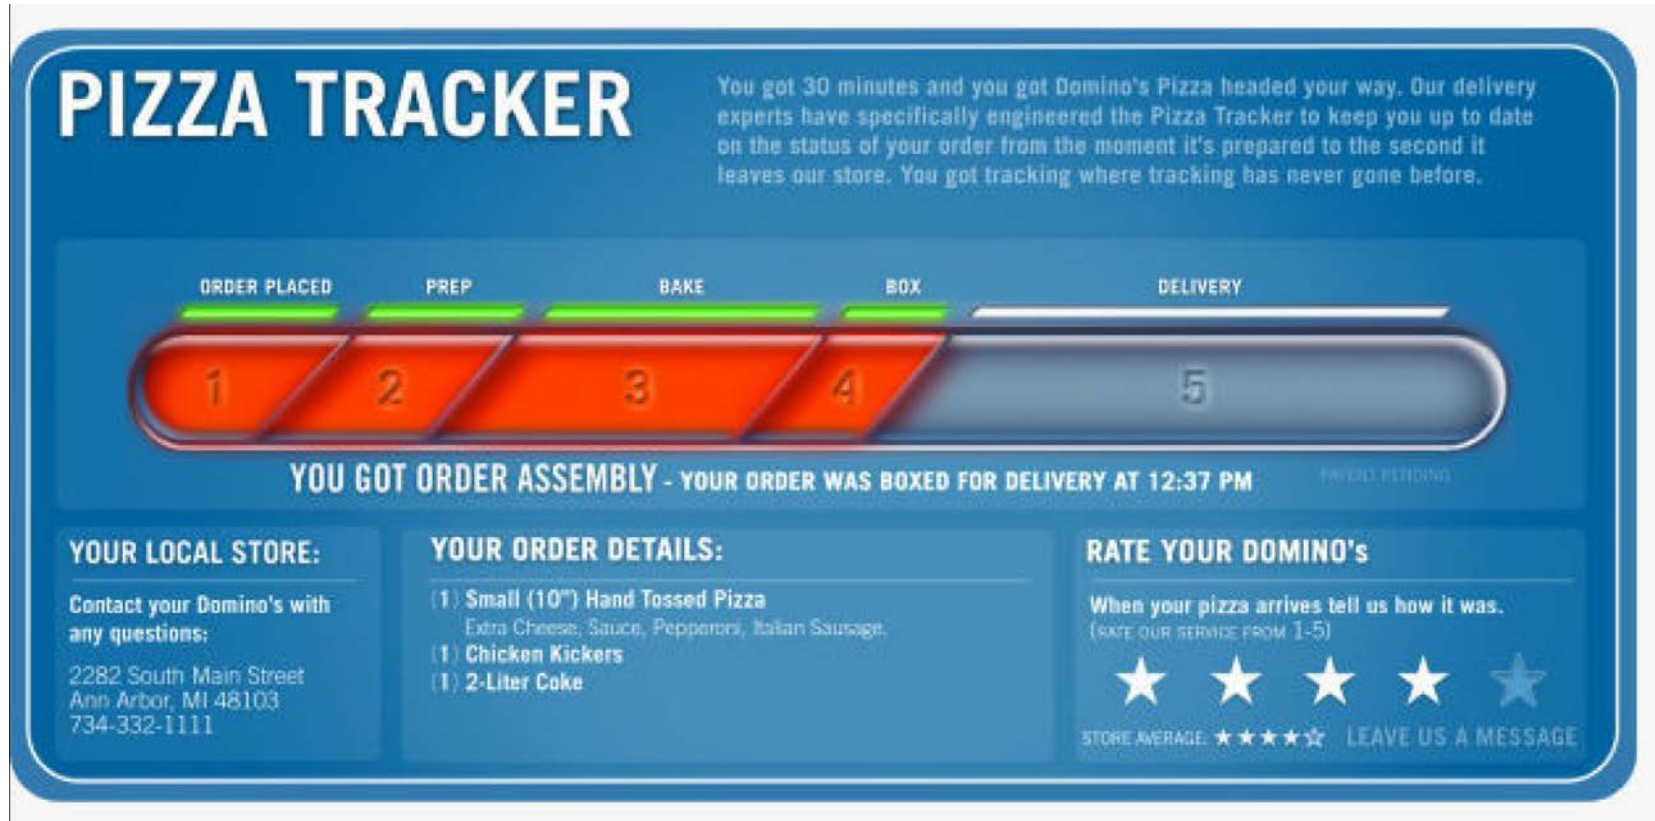 PIZZA TRACKER
You got 30 minutes and you got Domino's Pizza headed your way. Our delivery
experts have specifically engineered the Pizza Tracker to keep you up to date
on the status of your order from the moment it's prepared to the second it
leaves our store. You got tracking where tracking has never gone before.
ORDER PLACED PREP BAKE BOX DELIVERY
1 2 3 4 5
YOU GOT ORDER ASSEMBLY - YOUR ORDER WAS BOXED FOR DELIVERY AT 12:37 PM
PATENT PENDING
YOUR LOCAL STORE:
Contact your Domino's with
any questions:
2282 South Main Street
Ann Arbor, MI 48103
734-332-1111
YOUR ORDER DETAILS:
(1) Small (10") Hand Tossed Pizza
Extra Cheese, Sauce, Pepperoni, Italian Sausage.
(1) Chicken Kickers
(1) 2-Liter Coke
RATE YOUR DOMINO's
When your pizza arrives tell us how it was.
(RATE OUR SERVICE FROM 1-5)
STORE AVERAGE: LEAVE US A MESSAGE